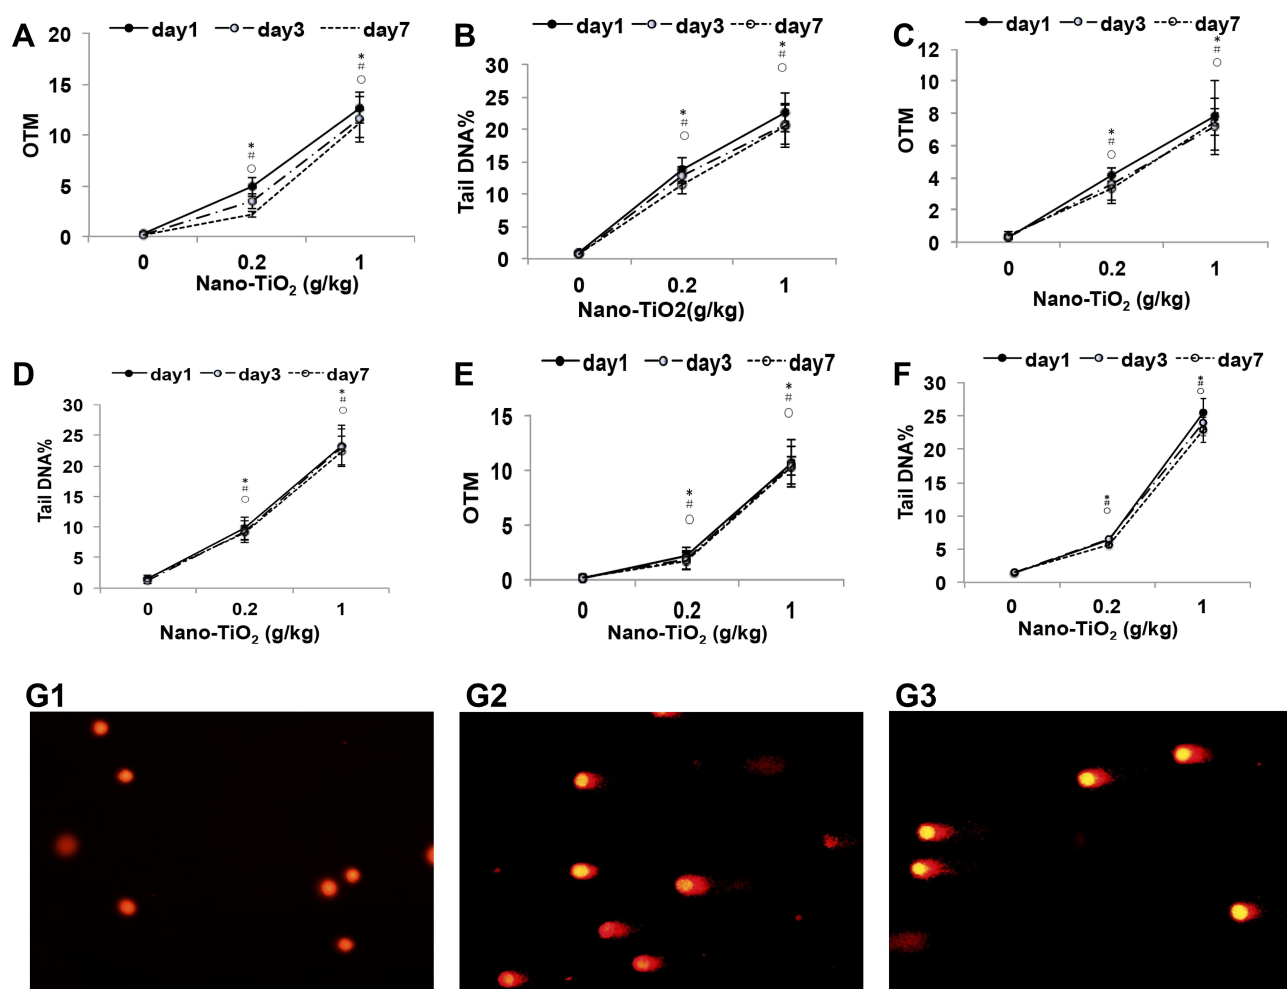 A
day1 day3 day7
20
15
10
5
0
OTM
* # ○
* # ○
0 0.2 1
Nano-TiO₂ (g/kg)
B
day1 day3 day7
30
25
20
15
10
5
0
Tail DNA%
* # ○
* # ○
0 0.2 1
Nano-TiO2(g/kg)
C
day1 day3 day7
12
10
8
6
4
2
0
OTM
* # ○
* # ○
0 0.2 1
Nano-TiO₂ (g/kg)
D
day1 day3 day7
30
25
20
15
10
5
0
Tail DNA%
* # ○
* # ○
0 0.2 1
Nano-TiO₂ (g/kg)
E
day1 day3 day7
15
10
5
0
OTM
* # ○
* # ○
0 0.2 1
Nano-TiO₂ (g/kg)
F
day1 day3 day7
30
25
20
15
10
5
0
Tail DNA%
* # ○
* # ○
0 0.2 1
Nano-TiO₂ (g/kg)
G1
G2
G3